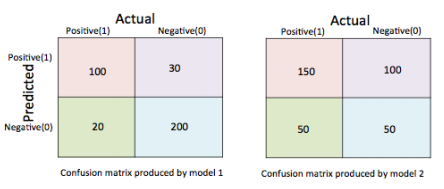 Actual
Positive(1) Negative(0)
Predicted
Positive(1) 100 30
Negative(0) 20 200
Confusion matrix produced by model 1
Actual
Positive(1) Negative(0)
150 100
50 50
Confusion matrix produced by model 2